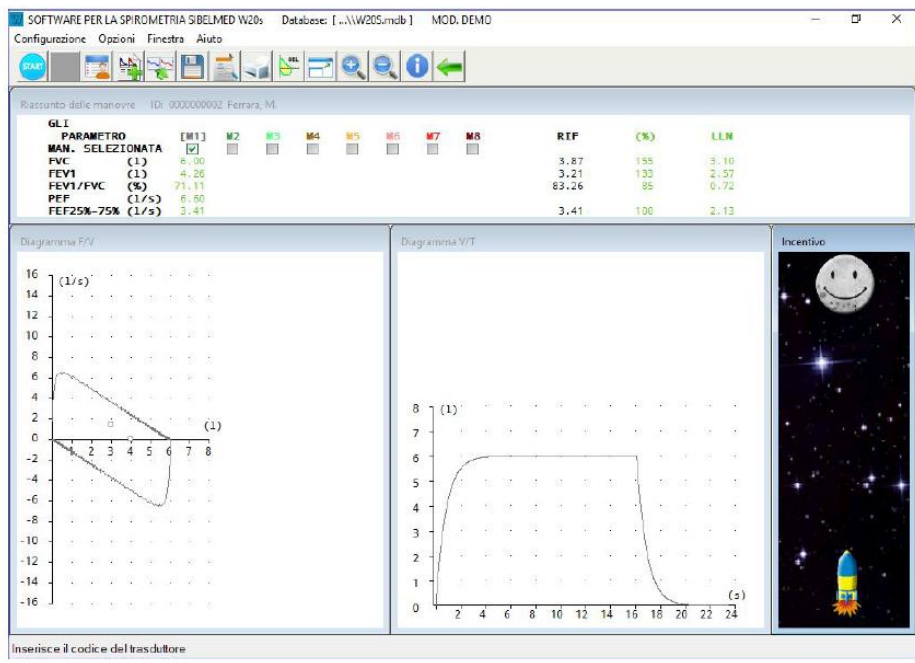 SOFTWARE PER LA SPIROMETRIA SIBELMED W20s Database: [ ...\\W20S.mdb ] MOD. DEMO
Configurazione Opzioni Finestra Aiuto
START
DEL
Riassunto delle manovre ID: 0000000002 Ferrara, M.
GLI
PARAMETRO [M1] M2 M3 M4 M5 M6 M7 M8 RIF (%) LLN
MAN. SELEZIONATA
FVC (l) 6.00 3.87 155 3.10
FEV1 (l) 4.26 3.21 133 2.57
FEV1/FVC (%) 71.11 83.26 85 0.72
PEF (l/s) 6.60
FEF25%-75% (l/s) 3.41 3.41 100 2.13
Diagramma F/V
16
(l/s)
14
12
10
8
6
4
2
(l)
0
1 2 3 4 5 6 7 8
-2
-4
-6
-8
-10
-12
-14
-16
Diagramma V/T
8 (l)
7
6
5
4
3
2
1
(s)
0
2 4 6 8 10 12 14 16 18 20 22 24
Incentivo
Inserisce il codice del trasduttore